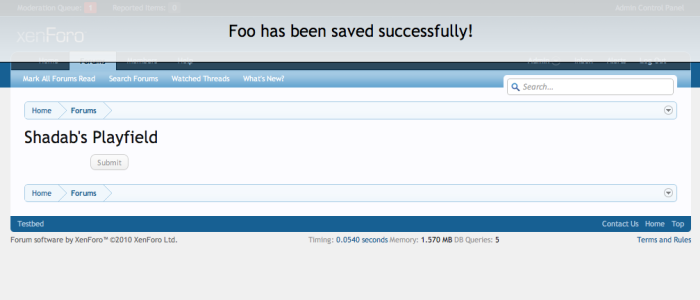 Moderation Queue: Reported Items: Admin Control Panel
Foo has been saved successfully!
xenForo
Home Forums Members Help Admin Inbox Alerts Log Out
Mark All Forums Read Search Forums Watched Threads What's New?
Search...
Home Forums
Shadab's Playfield
Submit
Home Forums
Testbed Contact Us Home Top
Forum software by XenForo™ ©2010 XenForo Ltd. Timing: 0.0540 seconds Memory: 1.570 MB DB Queries: 5 Terms and Rules